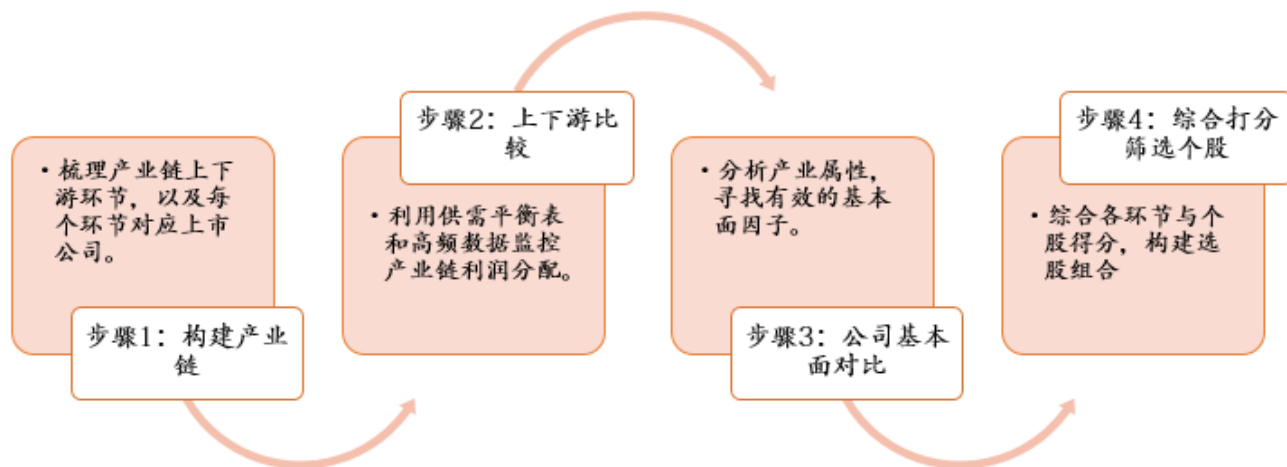 • 梳理产业链上下
游环节，以及每
个环节对应上市
公司。
步骤1：构建产业
链
步骤2：上下游比
较
• 利用供需平衡表
和高频数据监控
产业链利润分配。
• 分析产业属性，
寻找有效的基本
面因子。
步骤3：公司基本
面对比
步骤4：综合打分
筛选个股
• 综合各环节与个
股得分，构建选
股组合